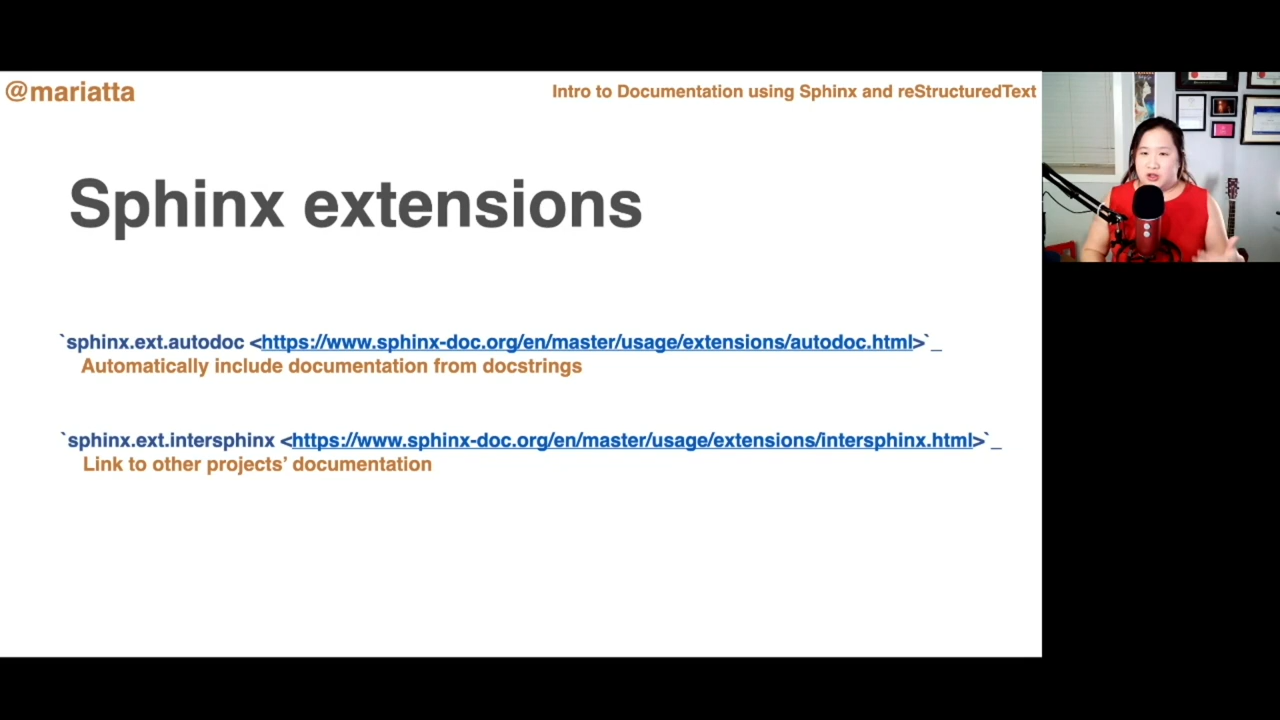 @mariatta
Intro to Documentation using Sphinx and reStructuredText
Sphinx extensions
`sphinx.ext.autodoc <https://www.sphinx-doc.org/en/master/usage/extensions/autodoc.html>`_
Automatically include documentation from docstrings
`sphinx.ext.intersphinx <https://www.sphinx-doc.org/en/master/usage/extensions/intersphinx.html>`_
Link to other projects’ documentation